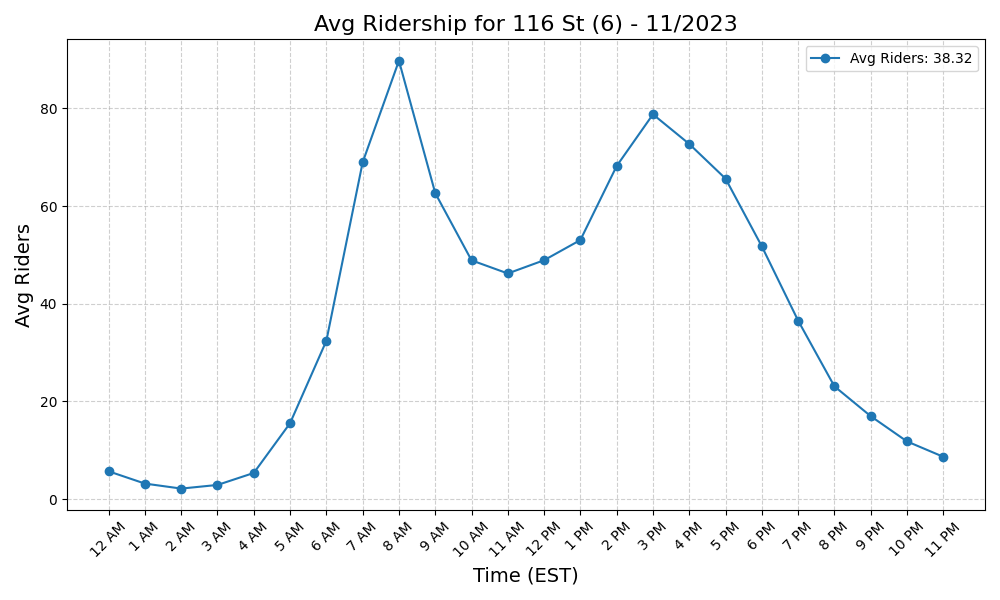 Avg Ridership for 116 St (6) - 11/2023
Avg Riders: 38.32
Avg Riders
80
60
40
20
0
12 AM
1 AM
2 AM
3 AM
4 AM
5 AM
6 AM
7 AM
8 AM
9 AM
10 AM
11 AM
12 PM
1 PM
2 PM
3 PM
4 PM
5 PM
6 PM
7 PM
8 PM
9 PM
10 PM
11 PM
Time (EST)